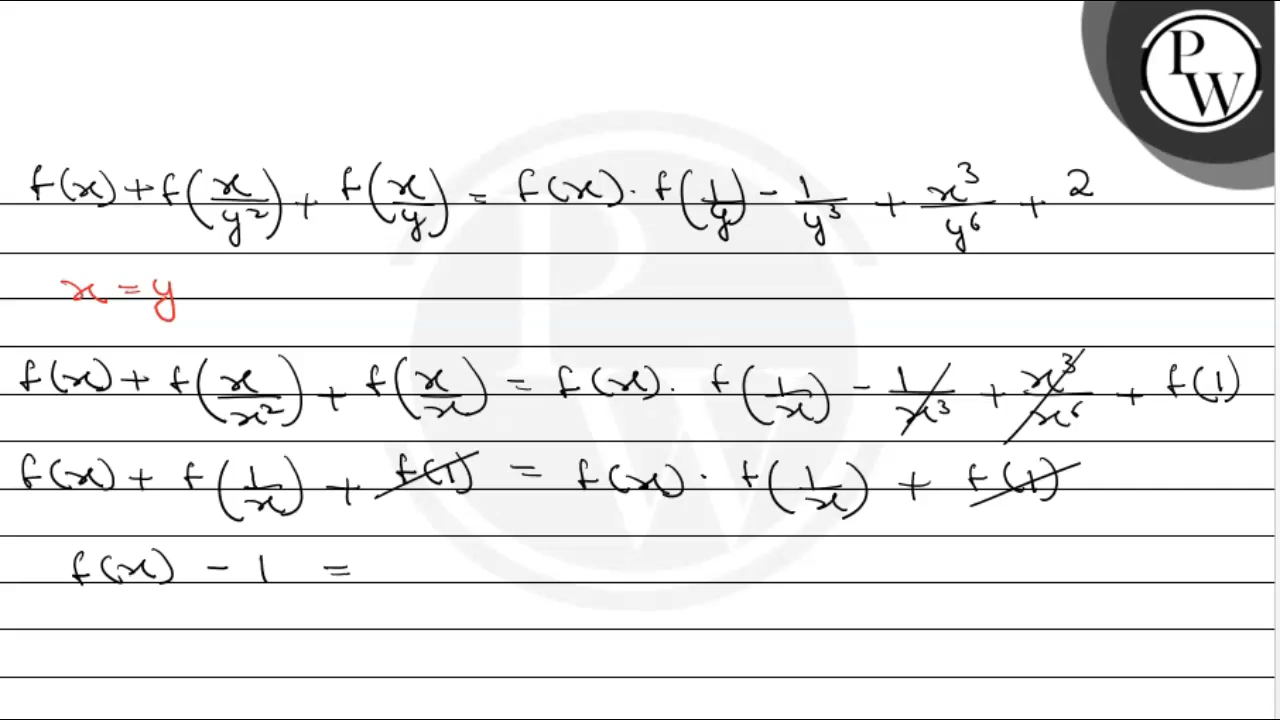 PW
f(x) + f(x/y²) + f(x/y) = f(x) · f(1/y) - 1/y³ + x³/y⁶ + 2
x = y
f(x) + f(x/x²) + f(x/x) = f(x) · f(1/x) - 1/x³ + x³/x⁶ + f(1)
f(x) + f(1/x) + f(1) = f(x) · f(1/x) + f(1)
f(x) - 1 =